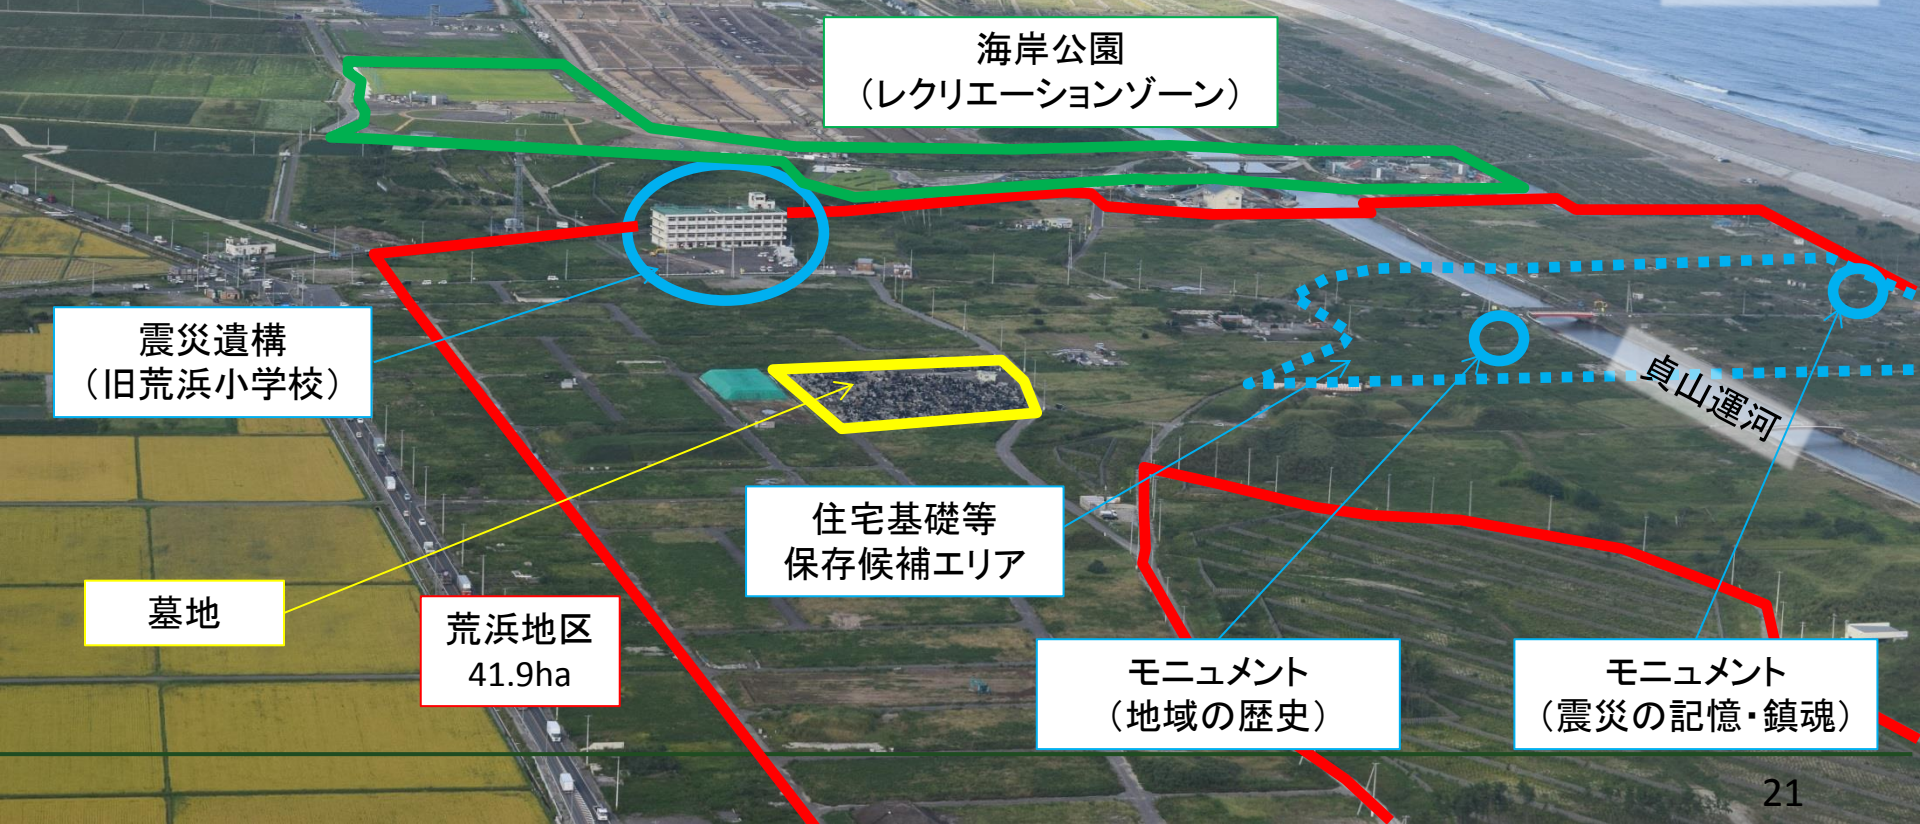 海岸公園
（レクリエーションゾーン）
震災遺構
（旧荒浜小学校）
貞山運河
住宅基礎等
保存候補エリア
墓地
荒浜地区
41.9ha
モニュメント
（地域の歴史）
モニュメント
（震災の記憶・鎮魂）
21